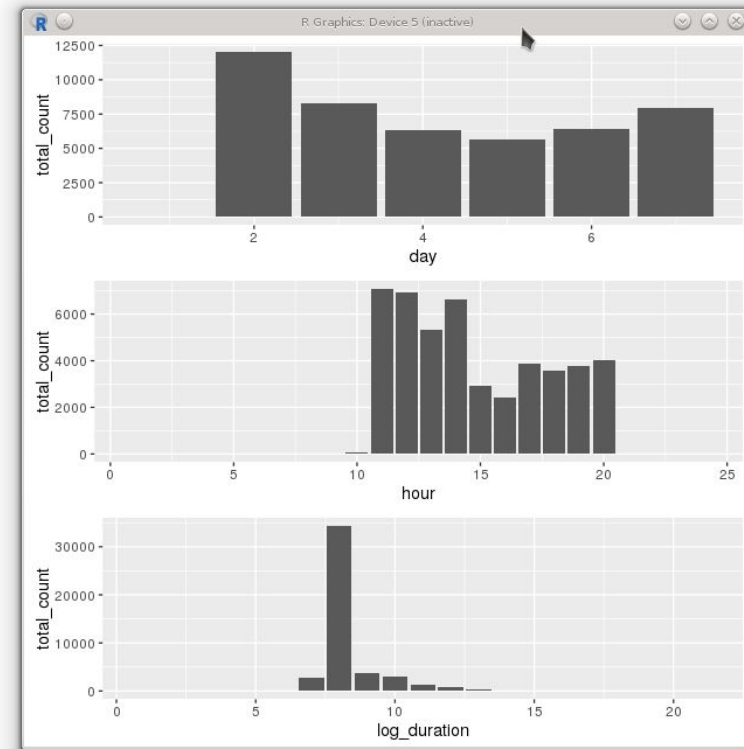 R Graphics: Device 5 (inactive)
total_count
12500
10000
7500
5000
2500
0
2 4 6
day
total_count
6000
4000
2000
0
0 5 10 15 20 25
hour
total_count
30000
20000
10000
0
0 5 10 15 20
log_duration